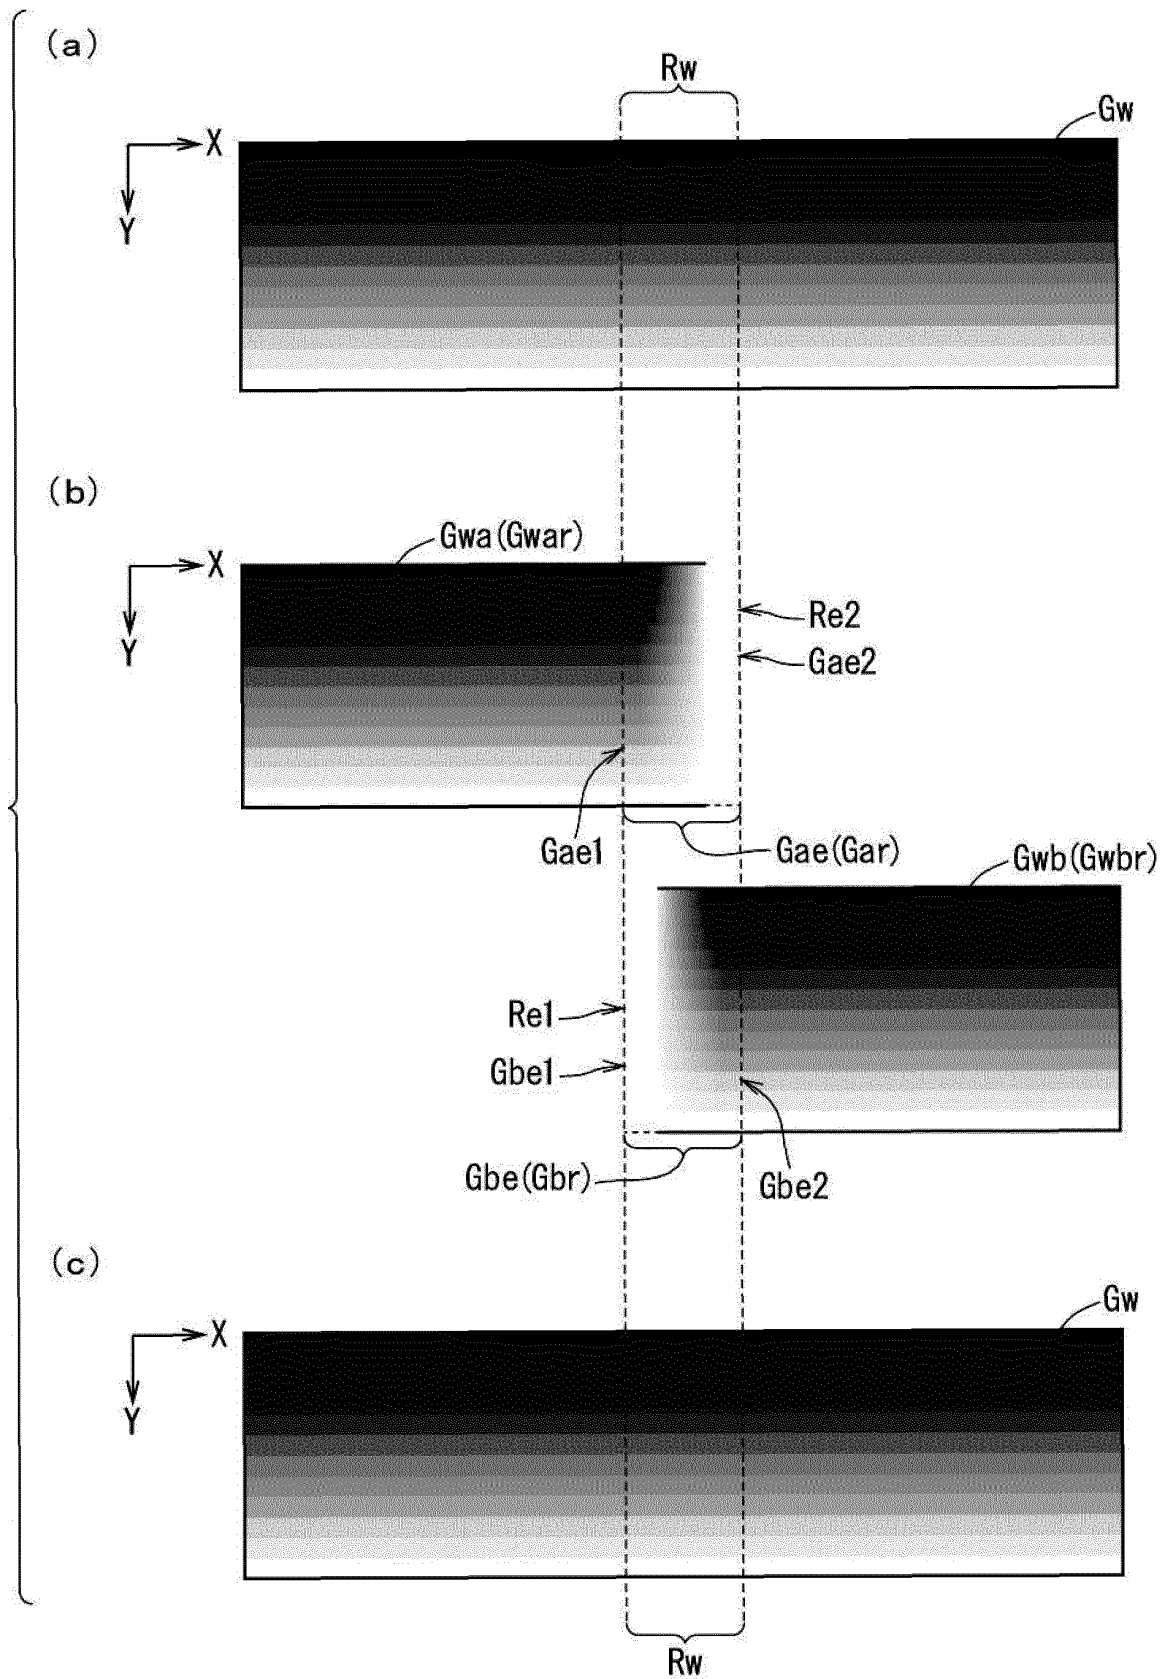 (a)
Rw
Gw
X
Y
(b)
Gwa(Gwar)
X
Y
Re2
Gae2
Gae1
Gae(Gar)
Gwb(Gwbr)
Re1
Gbe1
Gbe(Gbr)
Gbe2
(c)
Gw
X
Y
Rw